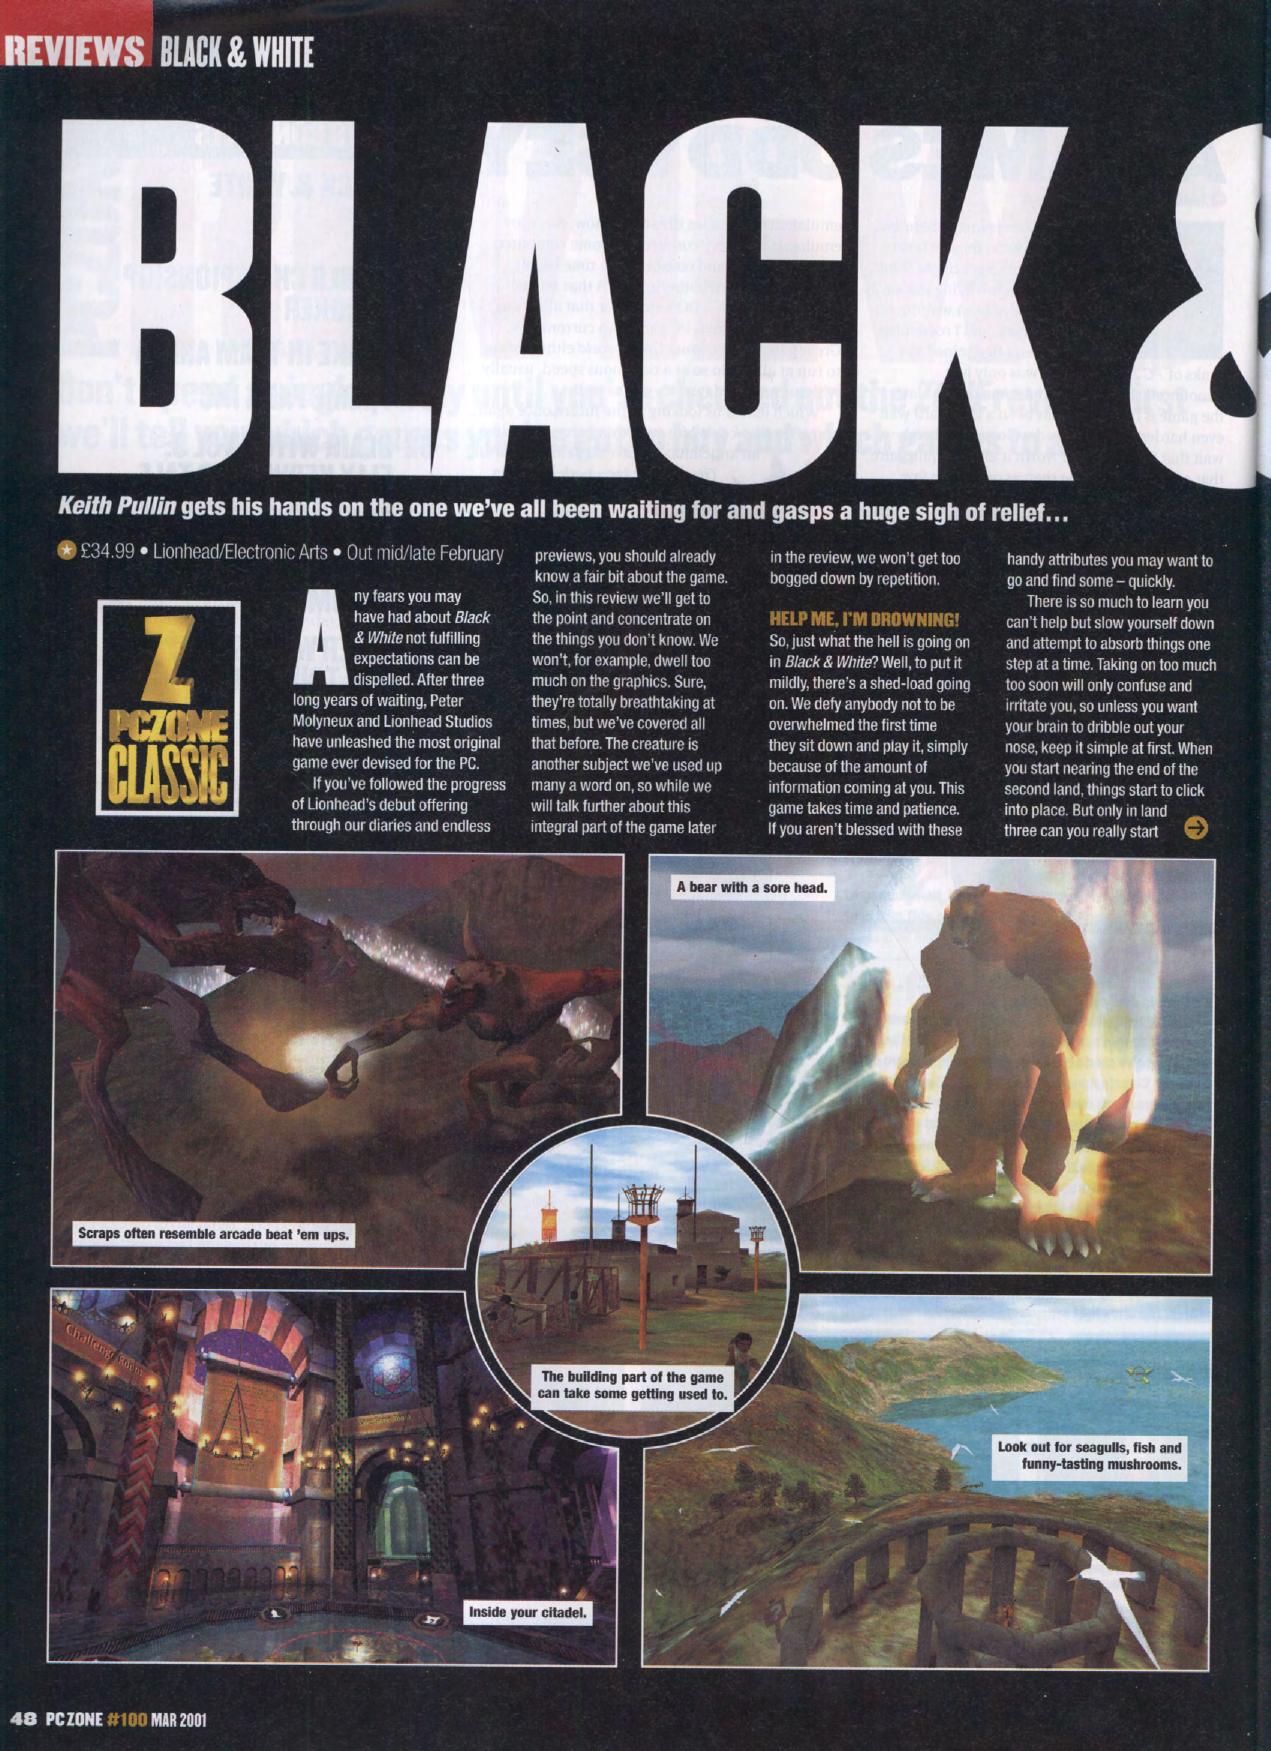 REVIEWS BLACK & WHITE
BLACK &
Keith Pullin gets his hands on the one we've all been waiting for and gasps a huge sigh of relief...
£34.99 • Lionhead/Electronic Arts • Out mid/late February
Z
PCZONE
CLASSIC
Any fears you may
have had about Black
& White not fulfilling
expectations can be
dispelled. After three
long years of waiting, Peter
Molyneux and Lionhead Studios
have unleashed the most original
game ever devised for the PC.
If you've followed the progress
of Lionhead's debut offering
through our diaries and endless
previews, you should already
know a fair bit about the game.
So, in this review we'll get to
the point and concentrate on
the things you don't know. We
won't, for example, dwell too
much on the graphics. Sure,
they're totally breathtaking at
times, but we've covered all
that before. The creature is
another subject we've used up
many a word on, so while we
will talk further about this
integral part of the game later
in the review, we won't get too
bogged down by repetition.
HELP ME, I'M DROWNING!
So, just what the hell is going on
in Black & White? Well, to put it
mildly, there's a shed-load going
on. We defy anybody not to be
overwhelmed the first time
they sit down and play it, simply
because of the amount of
information coming at you. This
game takes time and patience.
If you aren't blessed with these
handy attributes you may want to
go and find some – quickly.
There is so much to learn you
can't help but slow yourself down
and attempt to absorb things one
step at a time. Taking on too much
too soon will only confuse and
irritate you, so unless you want
your brain to dribble out your
nose, keep it simple at first. When
you start nearing the end of the
second land, things start to click
into place. But only in land
three can you really start
A bear with a sore head.
Scraps often resemble arcade beat 'em ups.
The building part of the game
can take some getting used to.
Challenge Room
Look out for seagulls, fish and
funny-tasting mushrooms.
Inside your citadel.
48 PCZONE #100 MAR 2001